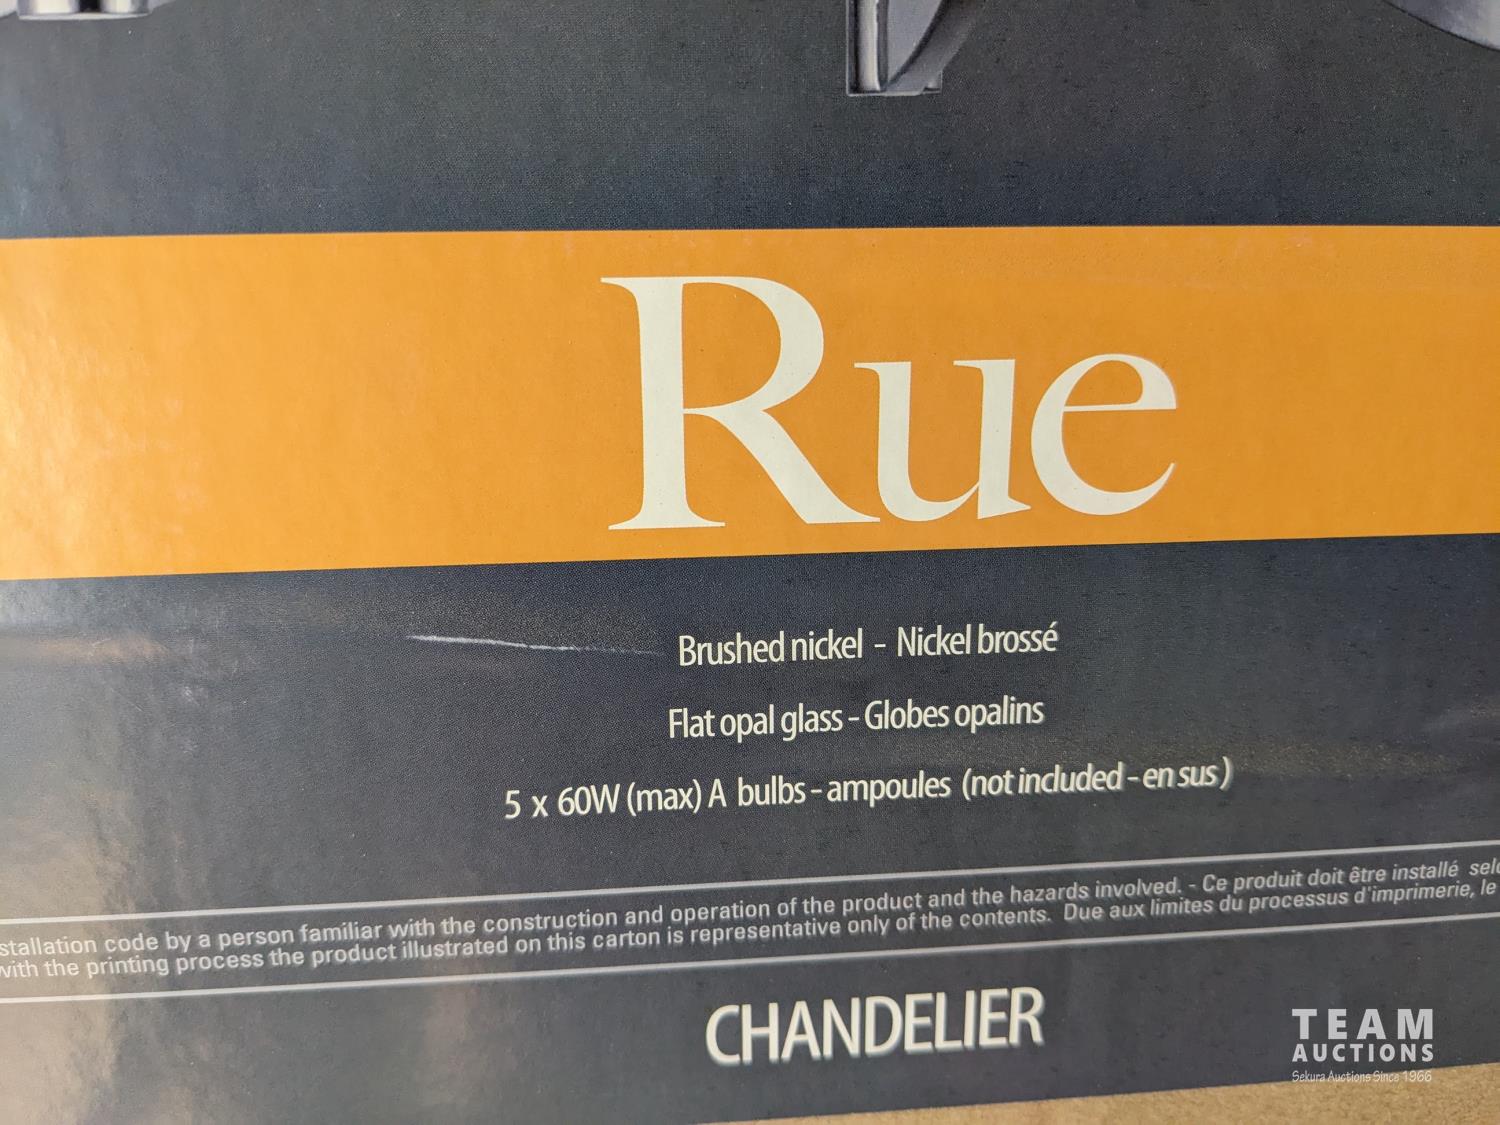 Rue
Brushed nickel - Nickel brossé
Flat opal glass - Globes opalins
5 x 60W (max) A bulbs - ampoules (not included - en sus)
stallation code by a person familiar with the construction and operation of the product and the hazards involved. - Ce produit doit être installé selo
with the printing process the product illustrated on this carton is representative only of the contents. Due aux limites du processus d'imprimerie, le
CHANDELIER
TEAM
AUCTIONS
Sekura Auctions Since 1966